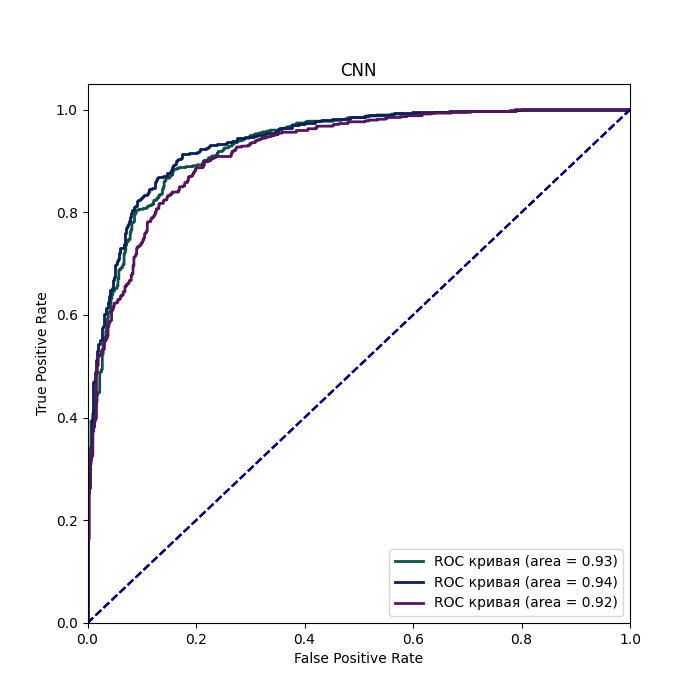 CNN
True Positive Rate
1.0
0.8
0.6
0.4
0.2
0.0
0.0 0.2 0.4 0.6 0.8 1.0
False Positive Rate
ROC кривая (area = 0.93)
ROC кривая (area = 0.94)
ROC кривая (area = 0.92)